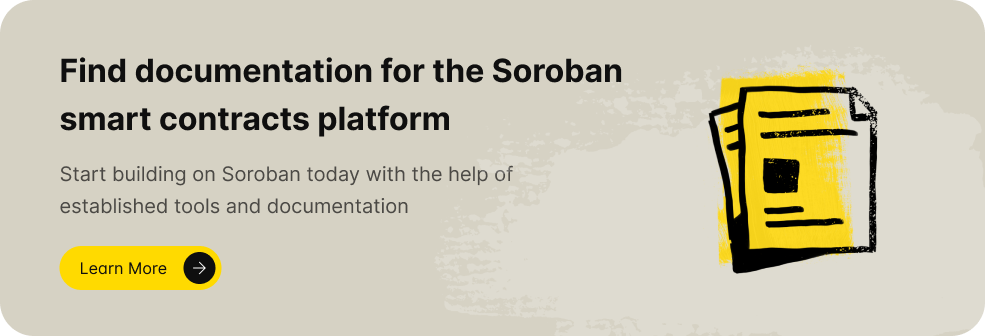 Find documentation for the Soroban
smart contracts platform
Start building on Soroban today with the help of
established tools and documentation
Learn More